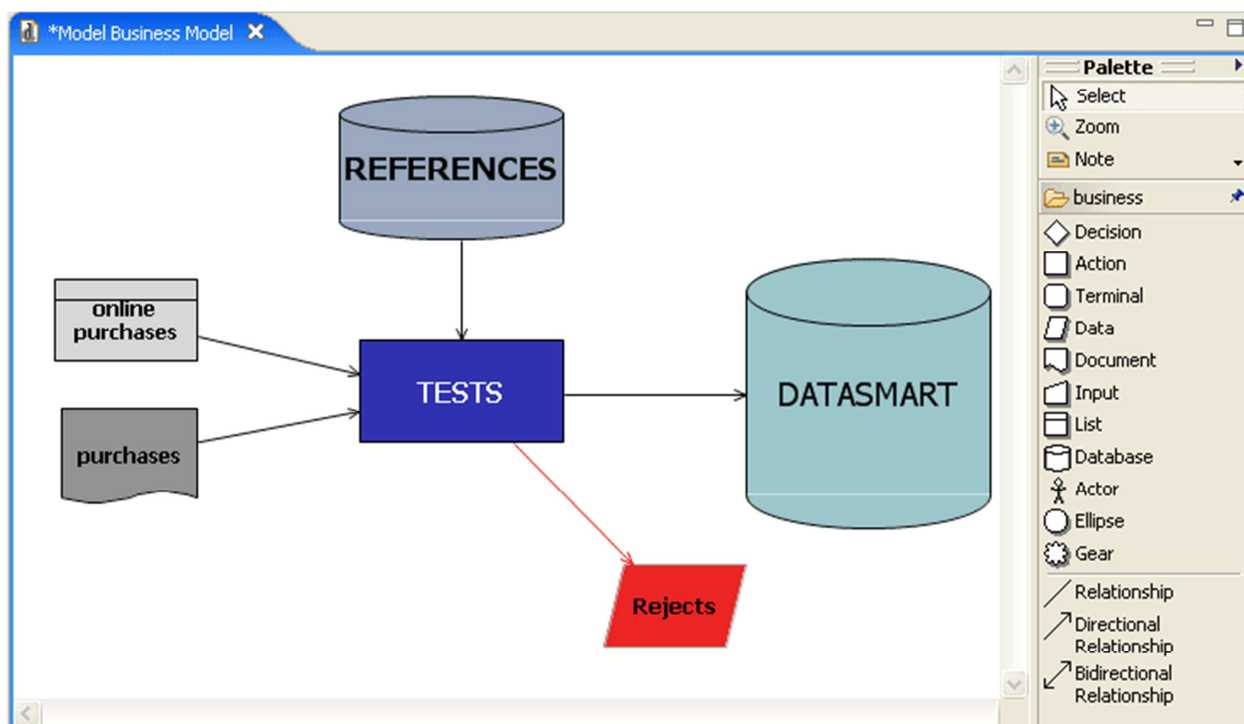 *Model Business Model
REFERENCES
online
purchases
TESTS
purchases
DATASMART
Rejects
Palette
Select
Zoom
Note
business
Decision
Action
Terminal
Data
Document
Input
List
Database
Actor
Ellipse
Gear
Relationship
Directional
Relationship
Bidirectional
Relationship